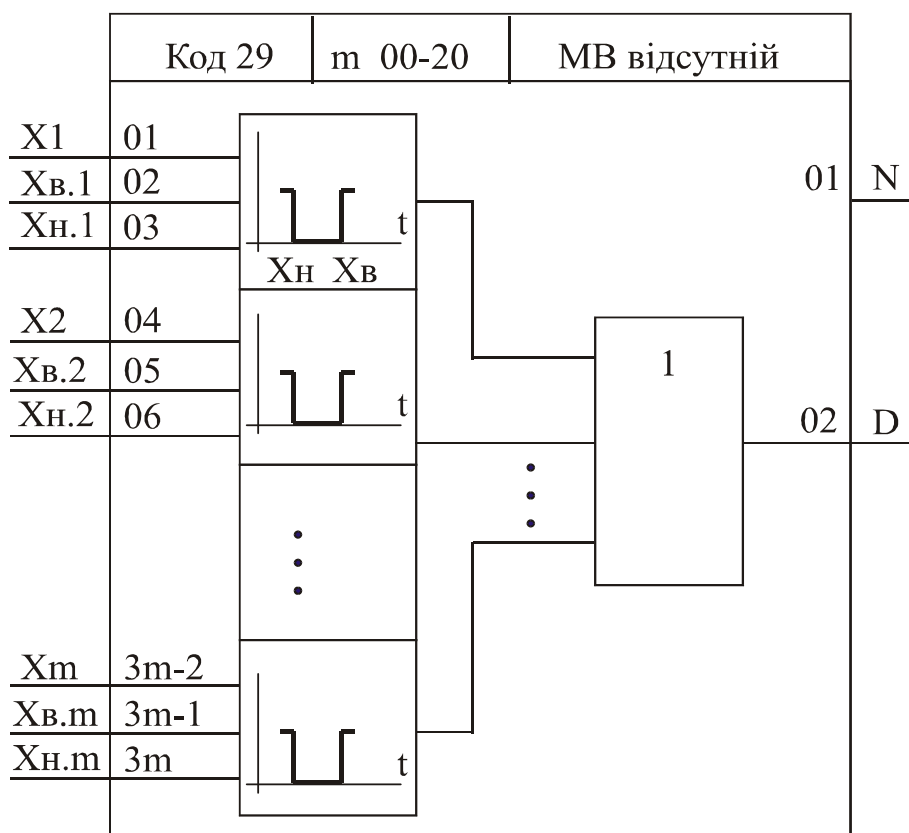 Код 29 m 00-20 МВ відсутній
X1 01
Xв.1 02
Xн.1 03
t
Xн Xв
01 N
X2 04
Xв.2 05
Xн.2 06
t
1
02 D
Xm 3m-2
Xв.m 3m-1
Xн.m 3m
t